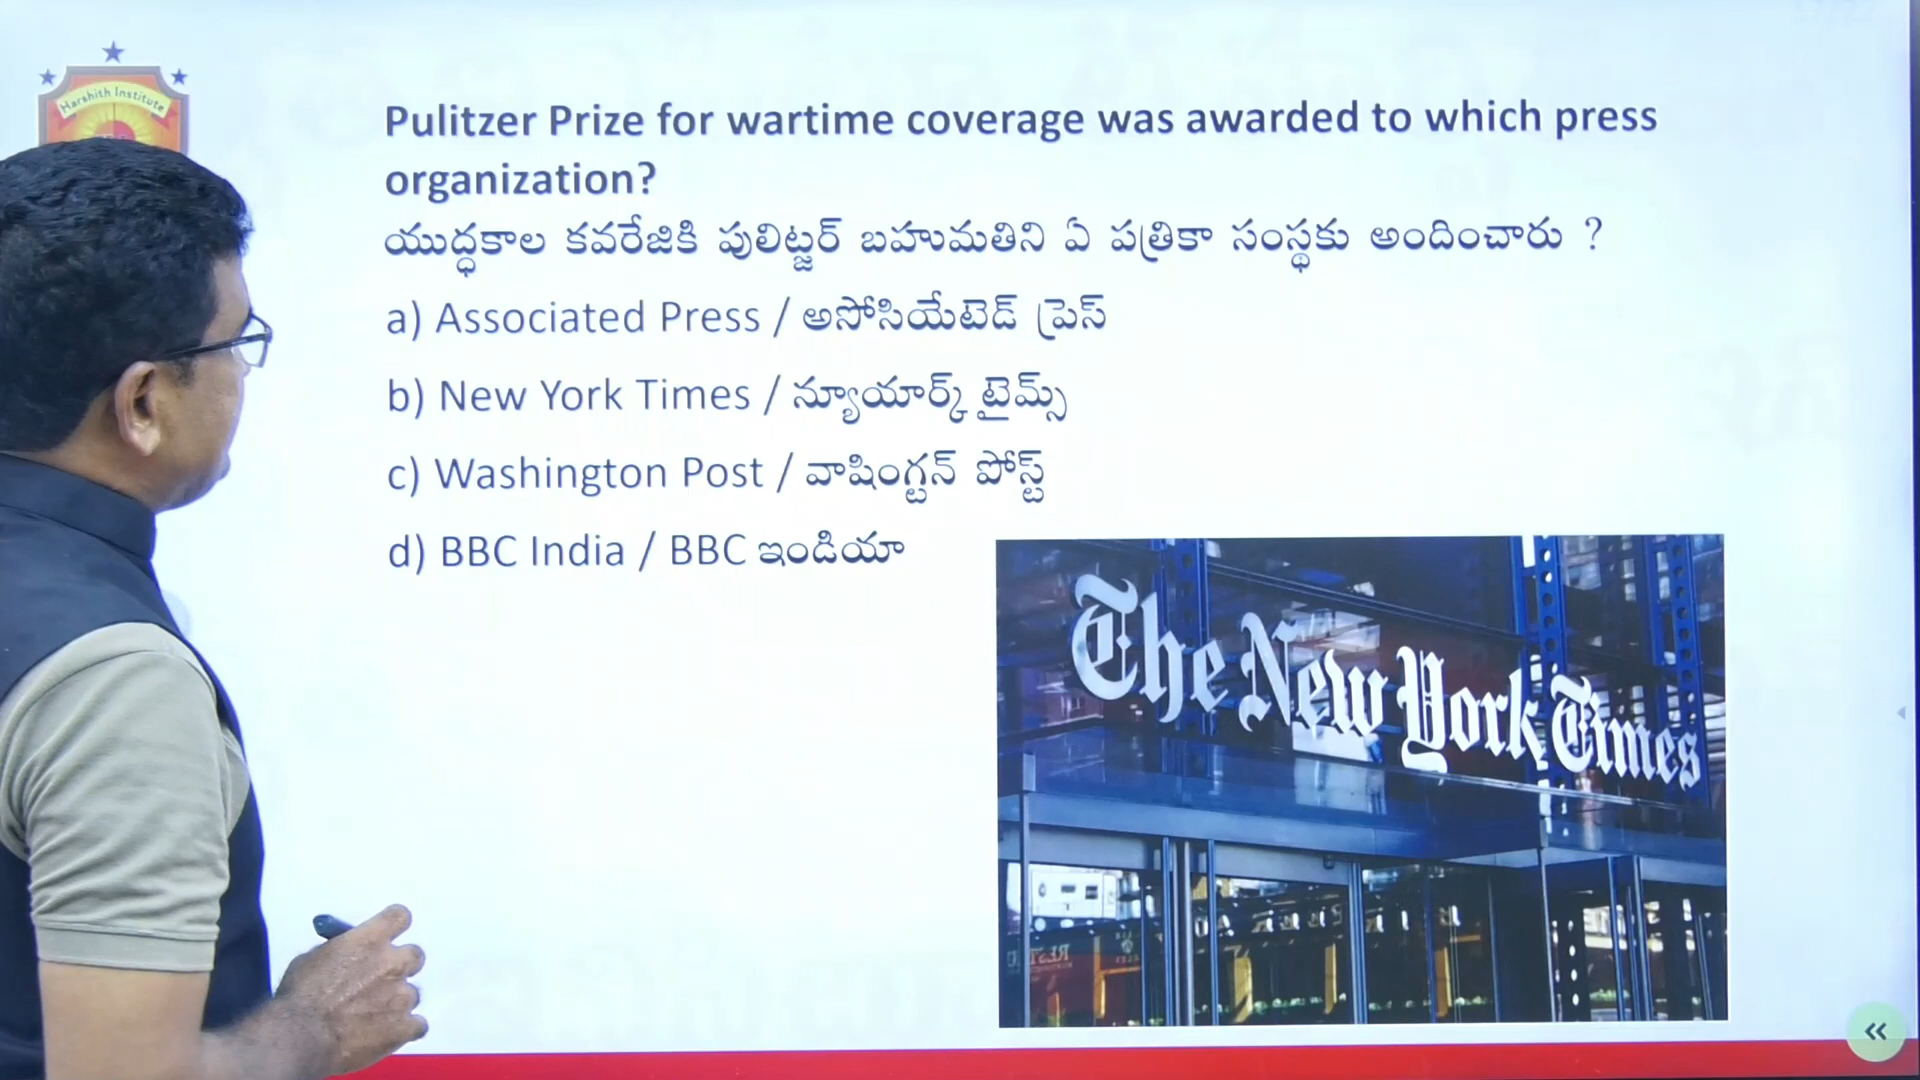 Harshith Institute
Pulitzer Prize for wartime coverage was awarded to which press
organization?
యుద్ధకాల కవరేజికి పులిట్జర్ బహుమతిని ఏ పత్రికా సంస్థకు అందించారు ?
a) Associated Press / అసోసియేటెడ్ ప్రెస్
b) New York Times / న్యూయార్క్ టైమ్స్
c) Washington Post / వాషింగ్టన్ పోస్ట్
d) BBC India / BBC ఇండియా
The New York Times